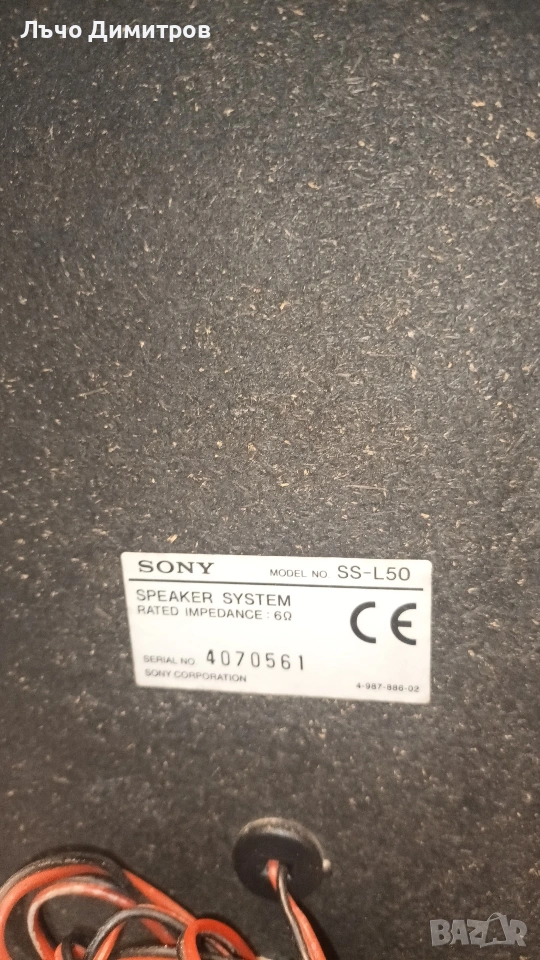 Лъчо Димитров
SONY MODEL NO. SS-L50
SPEAKER SYSTEM
RATED IMPEDANCE : 6Ω
CE
SERIAL NO. 4070561
SONY CORPORATION
4-987-886-02
BAZAR